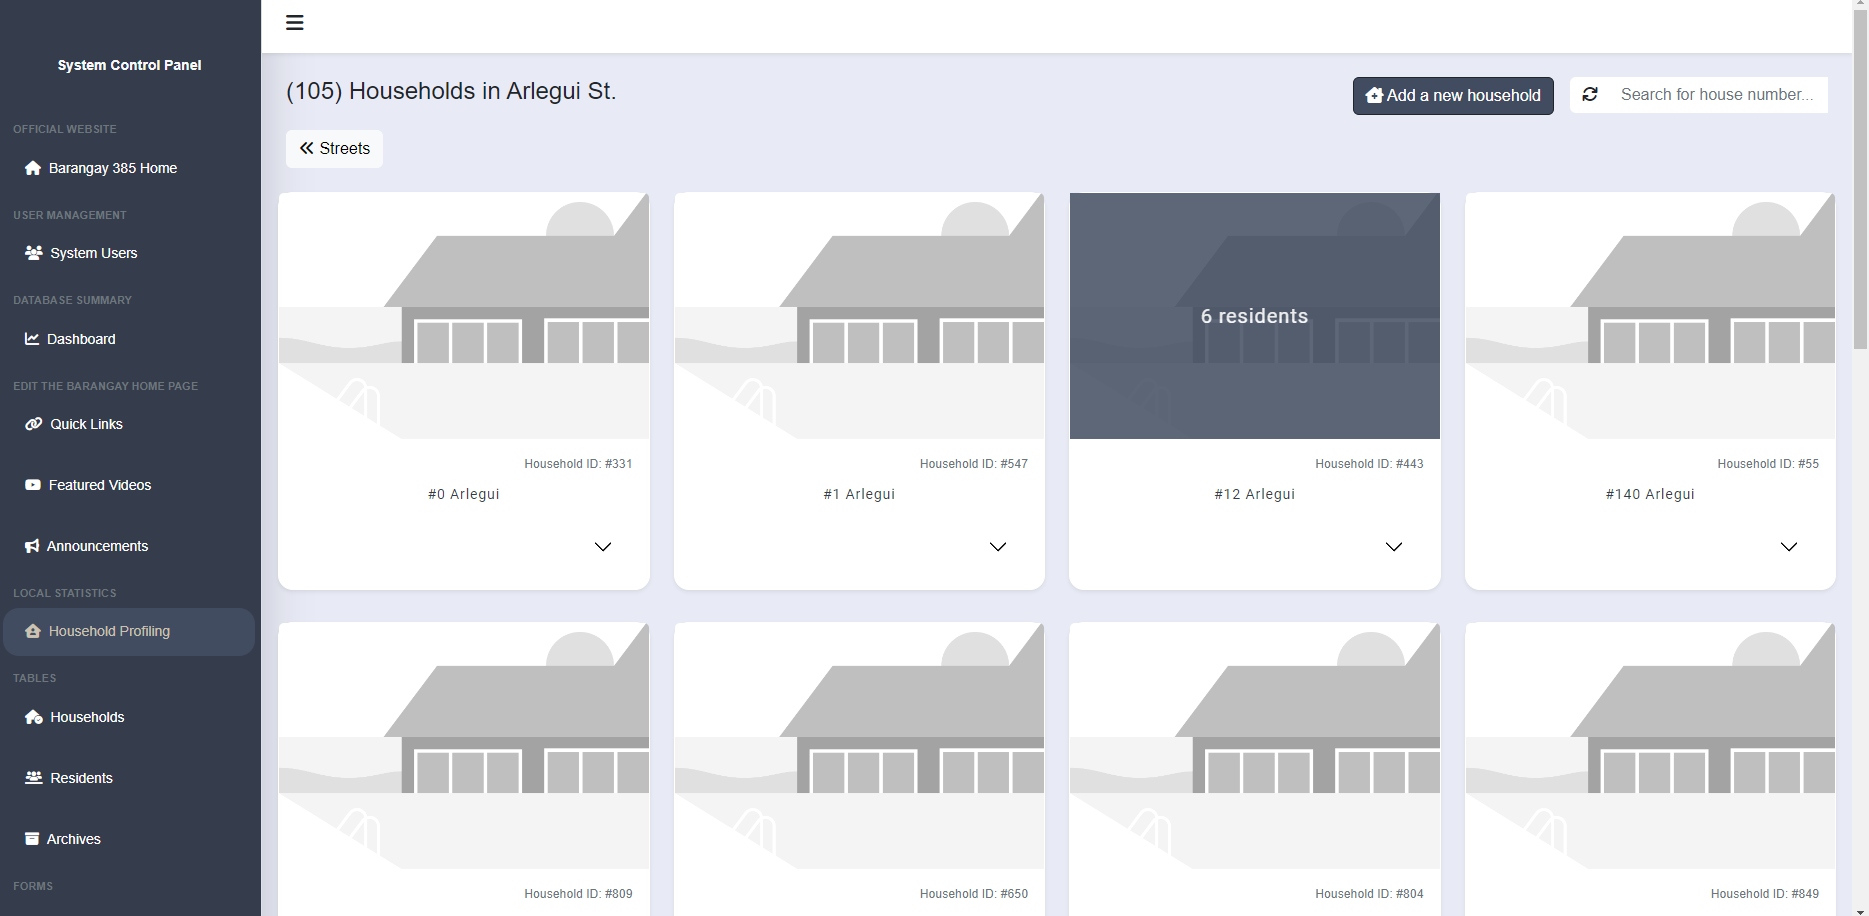 System Control Panel
OFFICIAL WEBSITE
Barangay 385 Home
USER MANAGEMENT
System Users
DATABASE SUMMARY
Dashboard
EDIT THE BARANGAY HOME PAGE
Quick Links
Featured Videos
Announcements
LOCAL STATISTICS
Household Profiling
TABLES
Households
Residents
Archives
FORMS
(105) Households in Arlegui St.
Add a new household
Search for house number...
Streets
Household ID: #331
#0 Arlegui
Household ID: #547
#1 Arlegui
6 residents
Household ID: #443
#12 Arlegui
Household ID: #55
#140 Arlegui
Household ID: #809
Household ID: #650
Household ID: #804
Household ID: #849